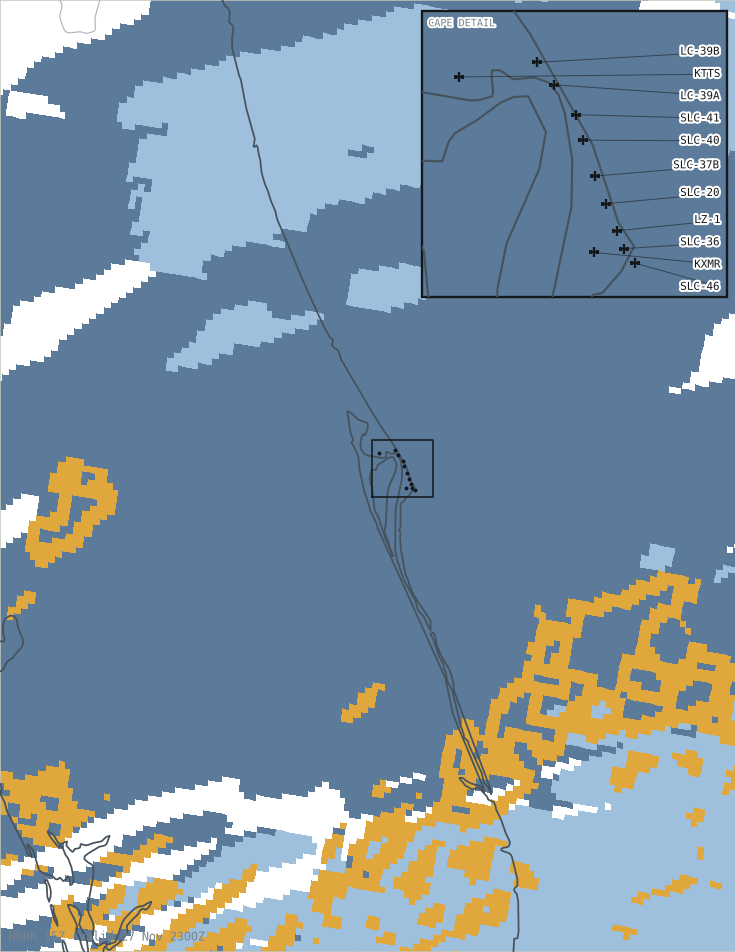 CAPE DETAIL
LC-39B
KTTS
LC-39A
SLC-41
SLC-40
SLC-37B
SLC-20
LZ-1
SLC-36
KXMR
SLC-46
27 Nov 2300Z